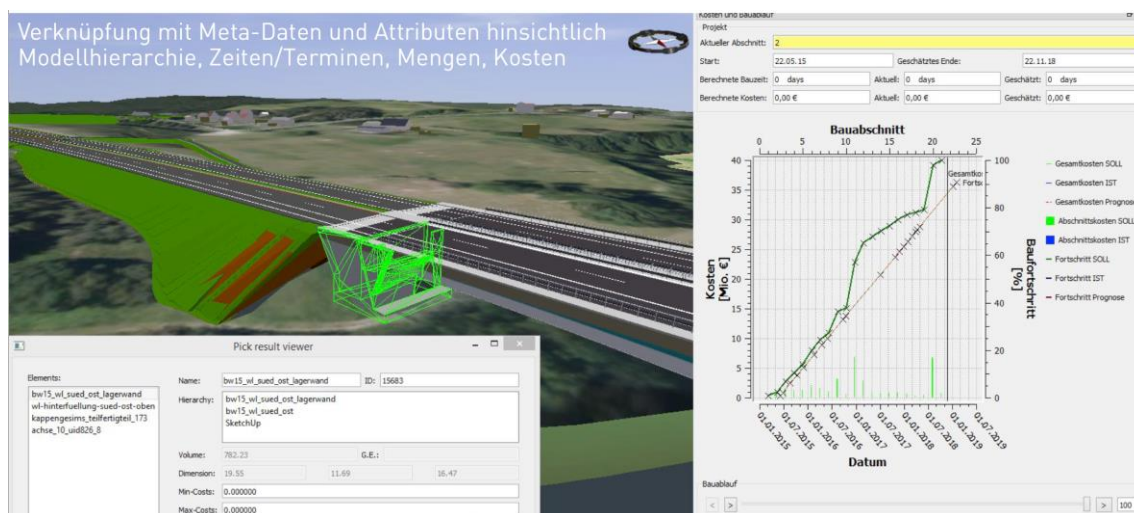 Verknüpfung mit Meta-Daten und Attributen hinsichtlich
Modellhierarchie, Zeiten/Terminen, Mengen, Kosten
Kosten und Bauablauf
Projekt
Aktueller Abschnitt: 2
Start: 22.05.15 Geschätztes Ende: 22.11.18
Berechnete Bauzeit: 0 days Aktuell: 0 days Geschätzt: 0 days
Berechnete Kosten: 0,00 € Aktuell: 0,00 € Geschätzt: 0,00 €
Bauabschnitt
0 5 10 15 20 25
40
35
30
25
20
15
10
5
0
Kosten
[Mio. €]
100
80
60
40
20
0
Baufortschritt
[%]
Gesamtkos
Forts
01.01.2015
01.07.2015
01.01.2016
01.07.2016
01.01.2017
01.07.2017
01.01.2018
01.07.2018
01.01.2019
01.07.2019
Datum
Gesamtkosten SOLL
Gesamtkosten IST
Gesamtkosten Prognose
Abschnittskosten SOLL
Abschnittskosten IST
Fortschritt SOLL
Fortschritt IST
Fortschritt Prognose
Bauablauf
< > > 100
Pick result viewer
Elements:
bw15_wl_sued_ost_lagerwand
wl-hinterfuellung-sued-ost-oben
kappengesims_teilfertigteil_173
achse_10_uid826_8
Name: bw15_wl_sued_ost_lagerwand ID: 15683
Hierarchy: bw15_wl_sued_ost_lagerwand
bw15_wl_sued_ost
SketchUp
Volume: 782.23 G.E.:
Dimension: 19.55 11.69 16.47
Min-Costs: 0.000000
Max-Costs: 0.000000